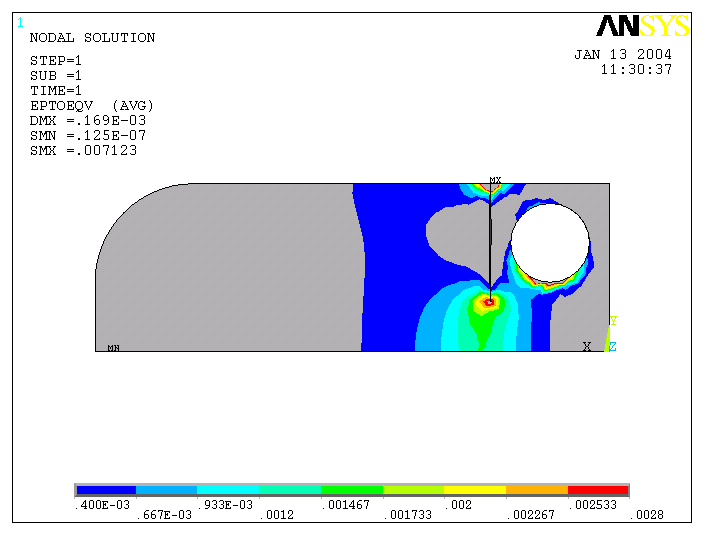 1
ANSYS
NODAL SOLUTION
JAN 13 2004
11:30:37
STEP=1
SUB =1
TIME=1
EPTOEQV (AVG)
DMX =.169E-03
SMN =.125E-07
SMX =.007123
MX
Y
MN
X Z
.400E-03 .933E-03 .001467 .002 .002533
.667E-03 .0012 .001733 .002267 .0028